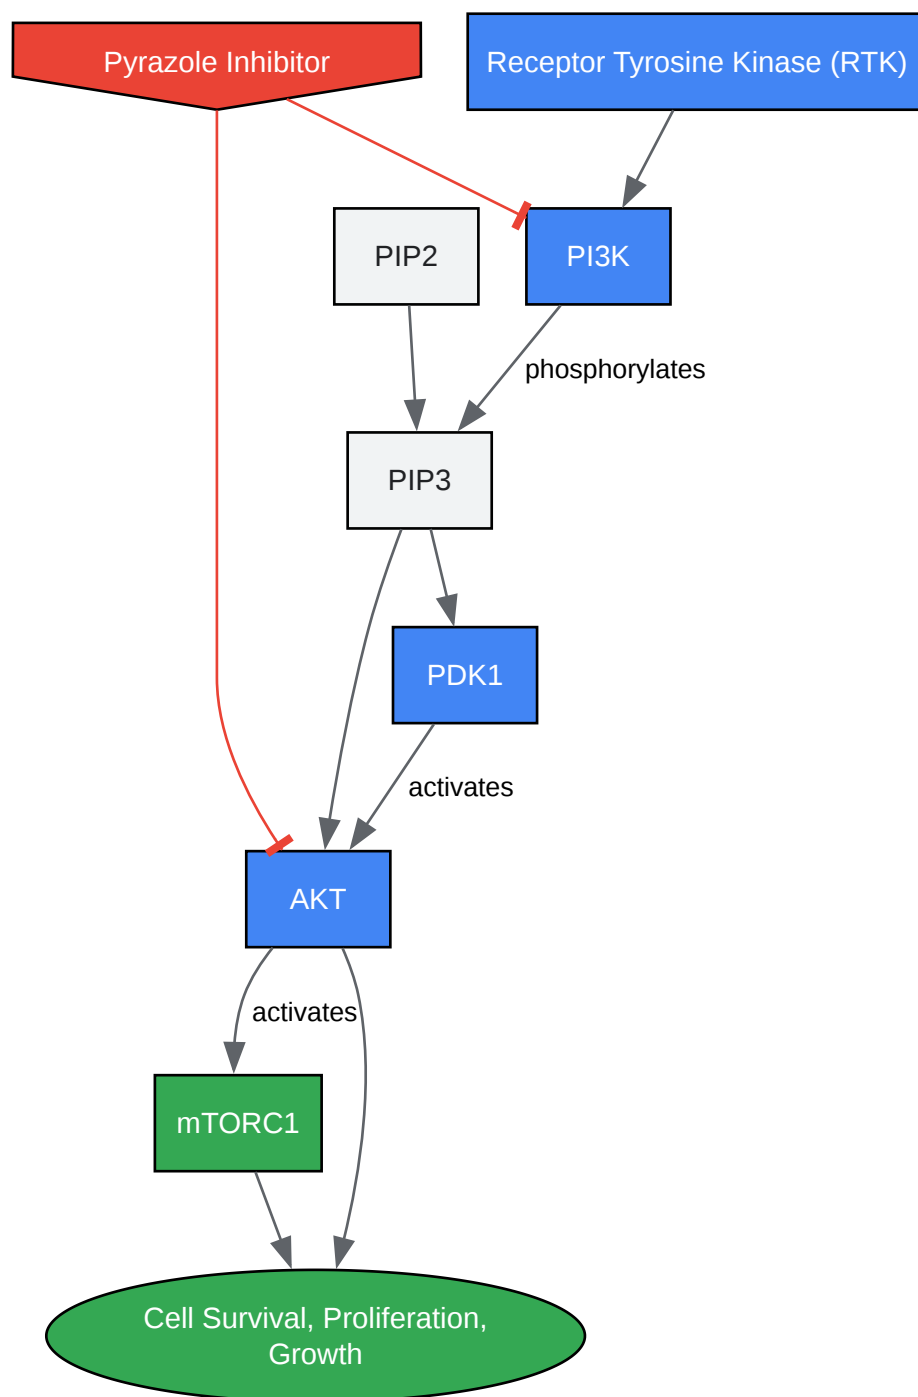 Pyrazole Inhibitor
Receptor Tyrosine Kinase (RTK)
PIP2
PI3K
phosphorylates
PIP3
PDK1
activates
AKT
activates
mTORC1
Cell Survival, Proliferation,
Growth